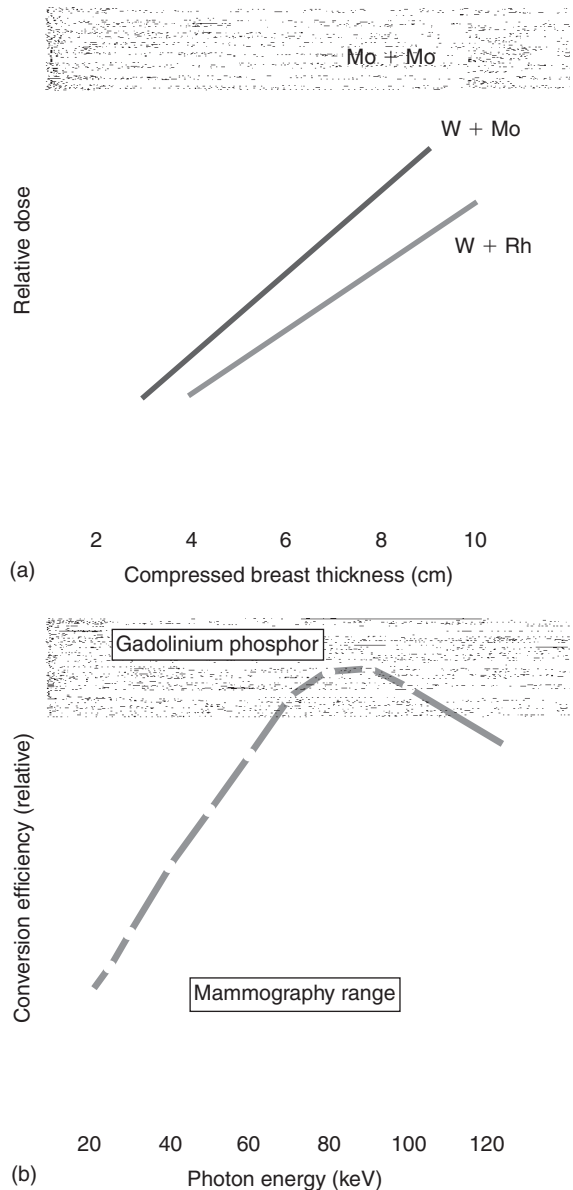 Mo + Mo
W + Mo
W + Rh
Relative dose
2 4 6 8 10
(a)
Compressed breast thickness (cm)
Gadolinium phosphor
Conversion efficiency (relative)
Mammography range
20 40 60 80 100 120
(b)
Photon energy (keV)